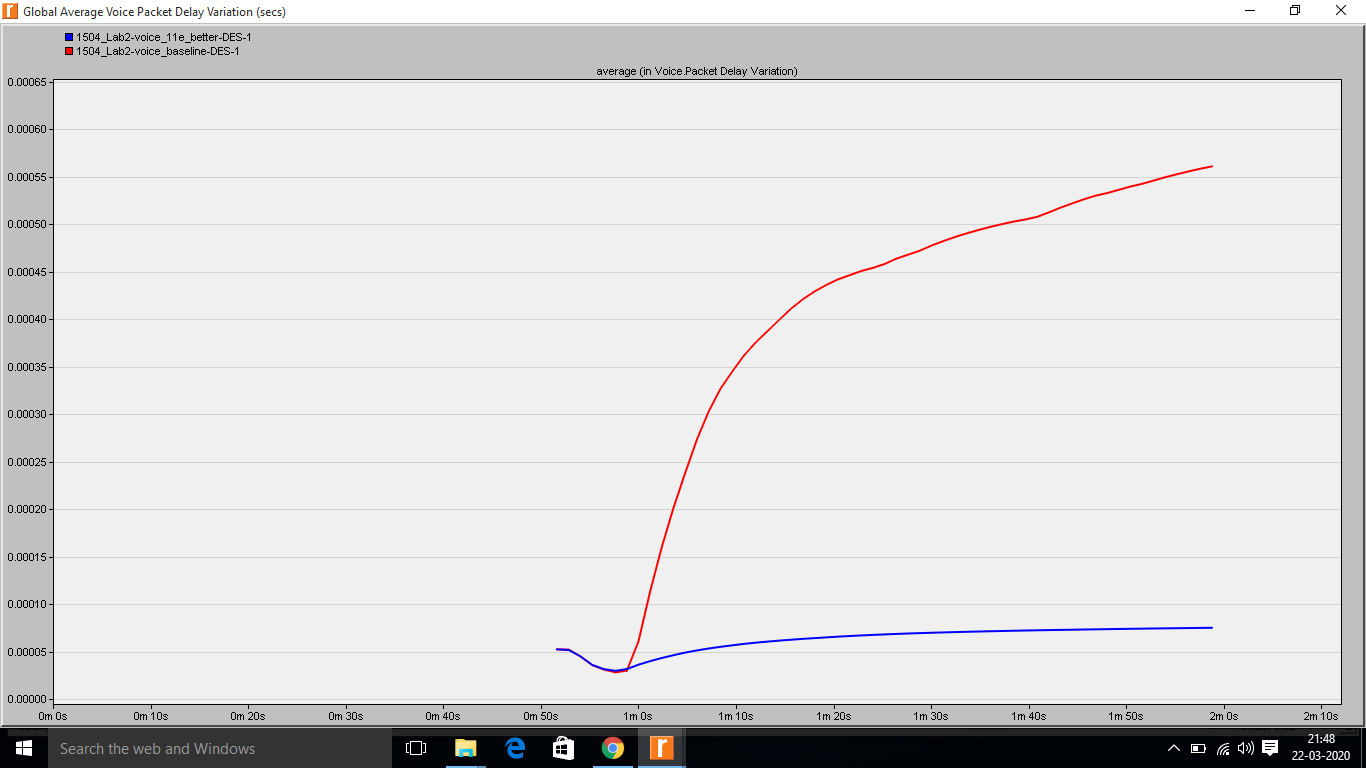 Global Average Voice Packet Delay Variation (secs)
1504_Lab2-voice_11e_better-DES-1
1504_Lab2-voice_baseline-DES-1
average (in Voice.Packet Delay Variation)
0.00065
0.00060
0.00055
0.00050
0.00045
0.00040
0.00035
0.00030
0.00025
0.00020
0.00015
0.00010
0.00005
0.00000
0m 0s 0m 10s 0m 20s 0m 30s 0m 40s 0m 50s 1m 0s 1m 10s 1m 20s 1m 30s 1m 40s 1m 50s 2m 0s 2m 10s
Search the web and Windows
21:48
22-03-2020